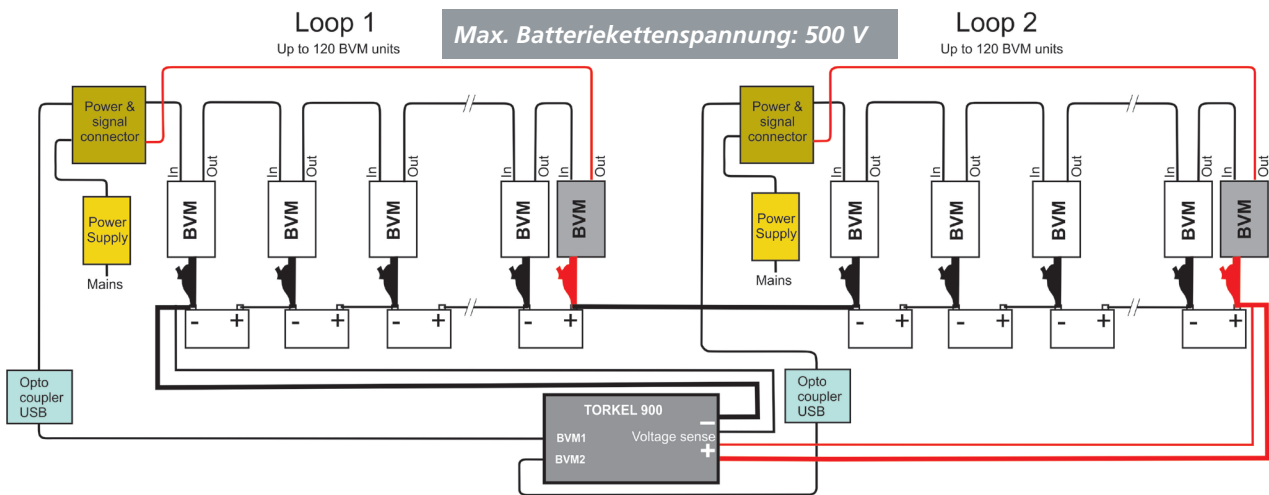 Loop 1
Up to 120 BVM units
Max. Batteriekettenspannung: 500 V
Loop 2
Up to 120 BVM units
Power &
signal
connector
In
Out
In
Out
In
Out
In
Out
In
Out
BVM
BVM
BVM
BVM
BVM
Power
Supply
Mains
- +
- +
- +
- +
Power &
signal
connector
In
Out
In
Out
In
Out
In
Out
In
Out
BVM
BVM
BVM
BVM
BVM
Power
Supply
Mains
- +
- +
- +
- +
Opto
coupler
USB
TORKEL 900
BVM1
BVM2
−
Voltage sense
+
Opto
coupler
USB